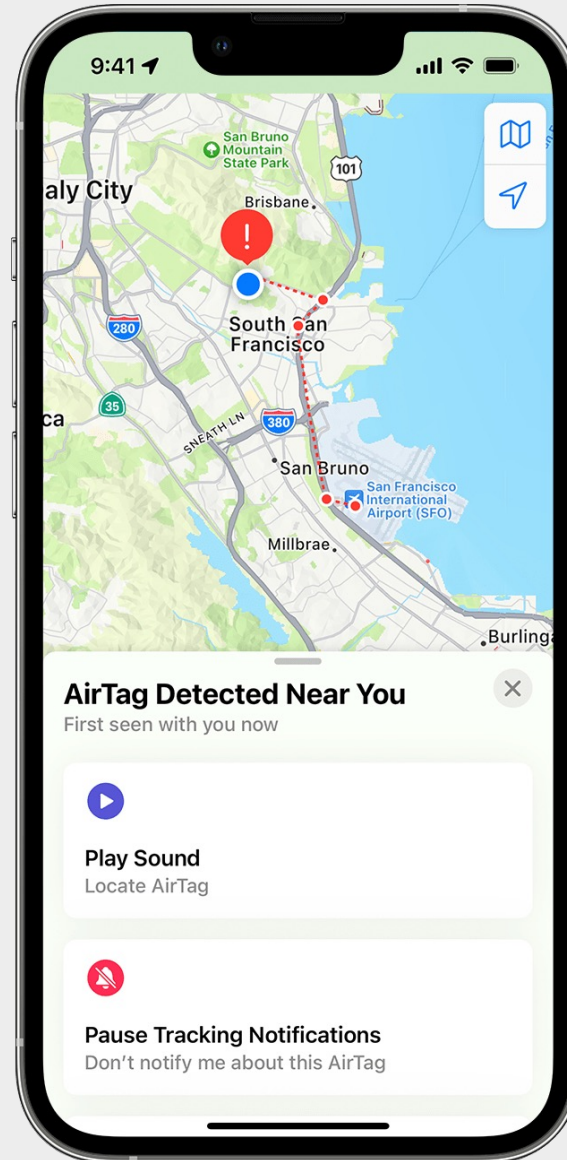 9:41
San Bruno
Mountain
State Park
101
aly City
Brisbane
280
South San
Francisco
35
ca
380
SNEATH LN
San Bruno
San Francisco
International
Airport (SFO)
Millbrae
Burling
AirTag Detected Near You
First seen with you now
Play Sound
Locate AirTag
Pause Tracking Notifications
Don't notify me about this AirTag